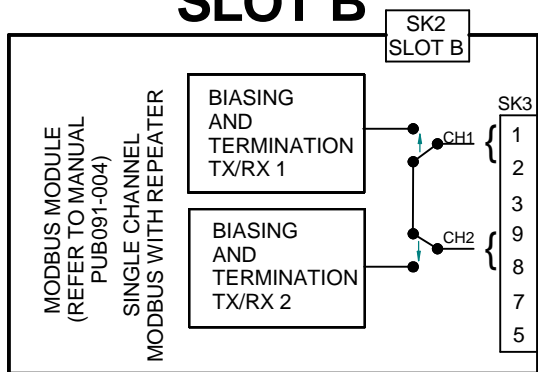 SLOT B
SK2
SLOT B
MODBUS MODULE
(REFER TO MANUAL
PUB091-004)
SINGLE CHANNEL
MODBUS WITH REPEATER
BIASING
AND
TERMINATION
TX/RX 1
BIASING
AND
TERMINATION
TX/RX 2
CH1
{
CH2
{
SK3
1
2
3
9
8
7
5